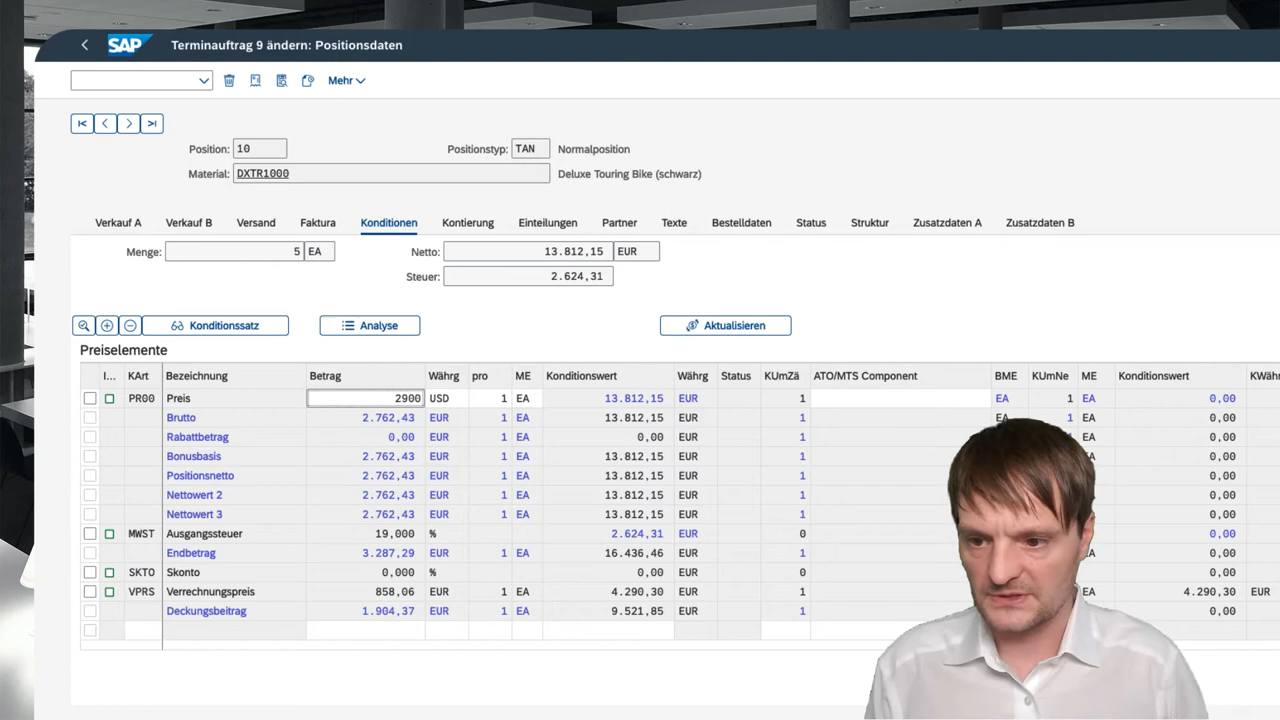 SAP Terminauftrag 9 ändern: Positionsdaten
Mehr
Position: 10 Positionstyp: TAN Normalposition
Material: DXTR1000 Deluxe Touring Bike (schwarz)
Verkauf A Verkauf B Versand Faktura Konditionen Kontierung Einteilungen Partner Texte Bestelldaten Status Struktur Zusatzdaten A Zusatzdaten B
Menge: 5 EA Netto: 13.812,15 EUR
Steuer: 2.624,31
Konditionssatz Analyse Aktualisieren
Preiselemente
I... KArt Bezeichnung Betrag Währg pro ME Konditionswert Währg Status KUmZä ATO/MTS Component BME KUmNe ME Konditionswert KWähr
PR00 Preis 2900 USD 1 EA 13.812,15 EUR 1 EA 1 EA 0,00
Brutto 2.762,43 EUR 1 EA 13.812,15 EUR 1 EA 1 EA 0,00
Rabattbetrag 0,00 EUR 1 EA 0,00 EUR 1 EA 0,00
Bonusbasis 2.762,43 EUR 1 EA 13.812,15 EUR 1 EA 0,00
Positionsnetto 2.762,43 EUR 1 EA 13.812,15 EUR 1 EA 0,00
Nettowert 2 2.762,43 EUR 1 EA 13.812,15 EUR 1 EA 0,00
Nettowert 3 2.762,43 EUR 1 EA 13.812,15 EUR 1 EA 0,00
MWST Ausgangssteuer 19,000 % 2.624,31 EUR 0 0,00
Endbetrag 3.287,29 EUR 1 EA 16.436,46 EUR 1 EA 0,00
SKTO Skonto 0,000 % 0,00 EUR 0 0,00
VPRS Verrechnungspreis 858,06 EUR 1 EA 4.290,30 EUR 1 EA 4.290,30 EUR
Deckungsbeitrag 1.904,37 EUR 1 EA 9.521,85 EUR 1 0,00